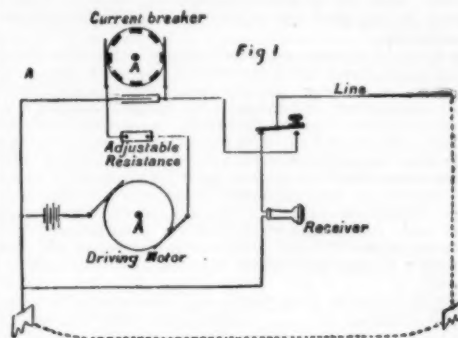 Current breaker
Fig 1
A
A
Line
Adjustable
Resistance
A
Receiver
Driving Motor